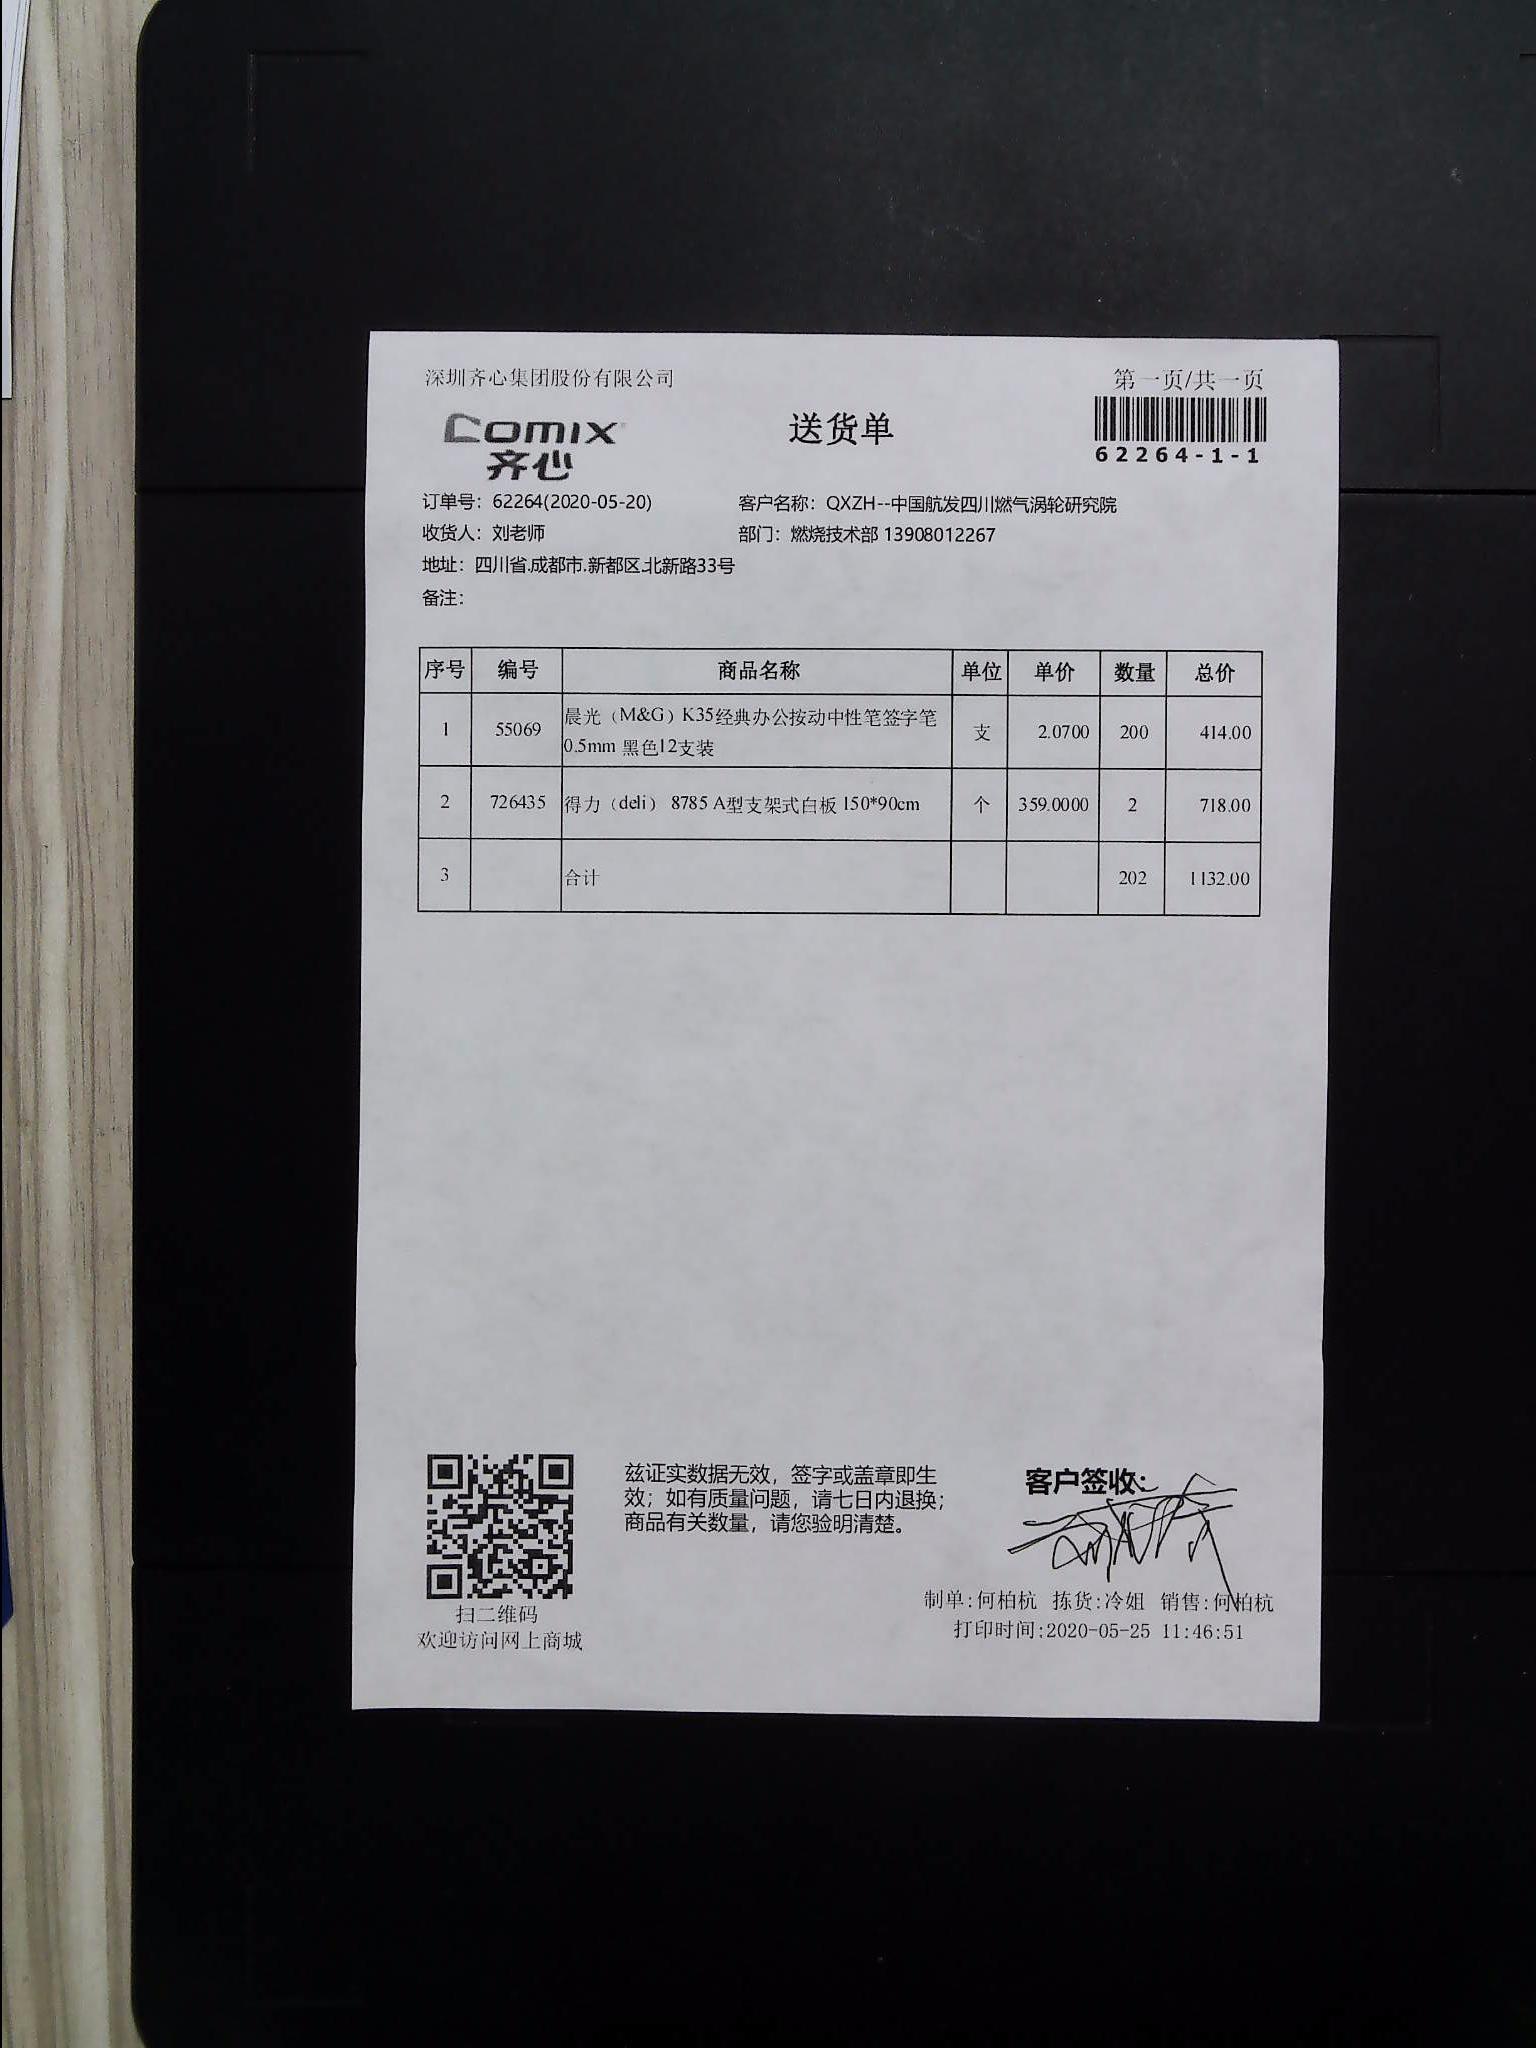 深圳齐心集团股份有限公司
第一页/共一页
comix
齐心
送货单
62264-1-1
订单号：62264(2020-05-20)
客户名称：QXZH--中国航发四川燃气涡轮研究院
收货人：刘老师
部门：燃烧技术部 13908012267
地址：四川省.成都市.新都区.北新路33号
备注：
序号 编号 商品名称 单位 单价 数量 总价
1 55069 晨光（M&G）K35经典办公按动中性笔签字笔 支 2.0700 200 414.00
0.5mm 黑色12支装
2 726435 得力（deli） 8785 A型支架式白板 150*90cm 个 359.0000 2 718.00
3 合计 202 1132.00
兹证实数据无效，签字或盖章即生
效；如有质量问题，请七日内退换；
商品有关数量，请您验明清楚。
客户签收：
制单:何柏杭 拣货:冷姐 销售:何柏杭
打印时间:2020-05-25 11:46:51
扫二维码
欢迎访问网上商城